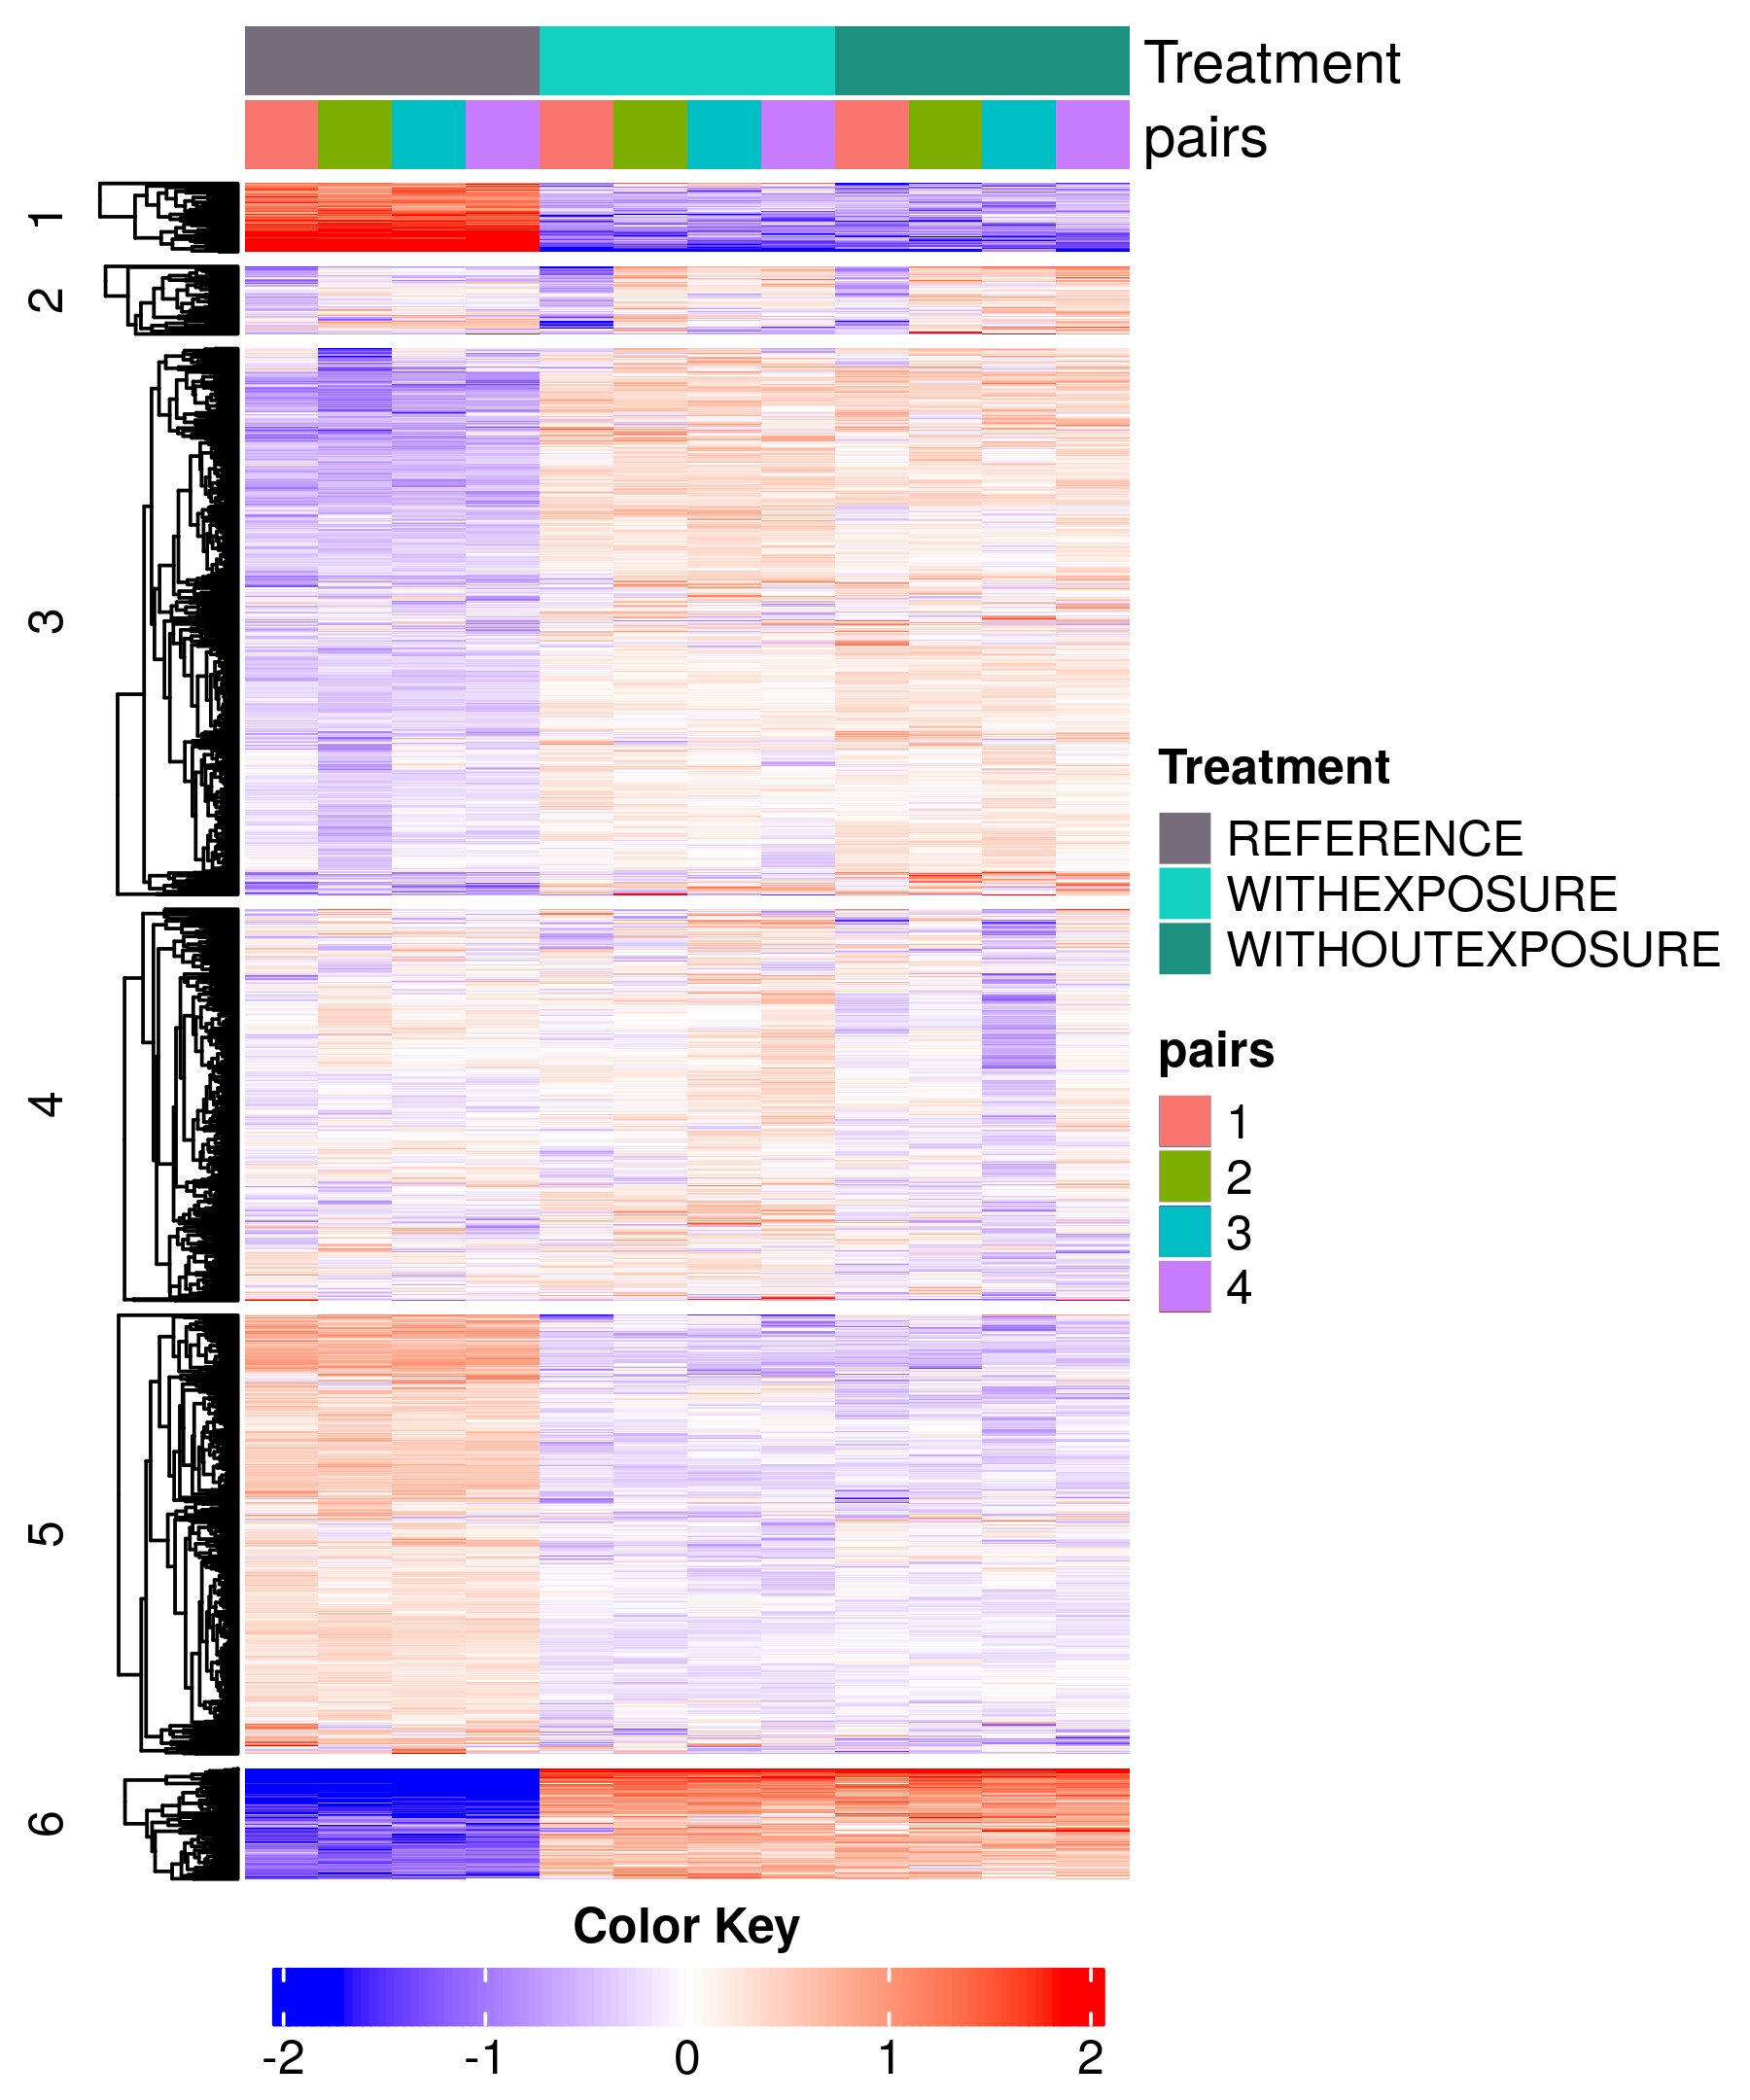 Treatment
pairs
1
2
3
4
5
6
Treatment
REFERENCE
WITHEXPOSURE
WITHOUTEXPOSURE
pairs
1
2
3
4
Color Key
-2 -1 0 1 2